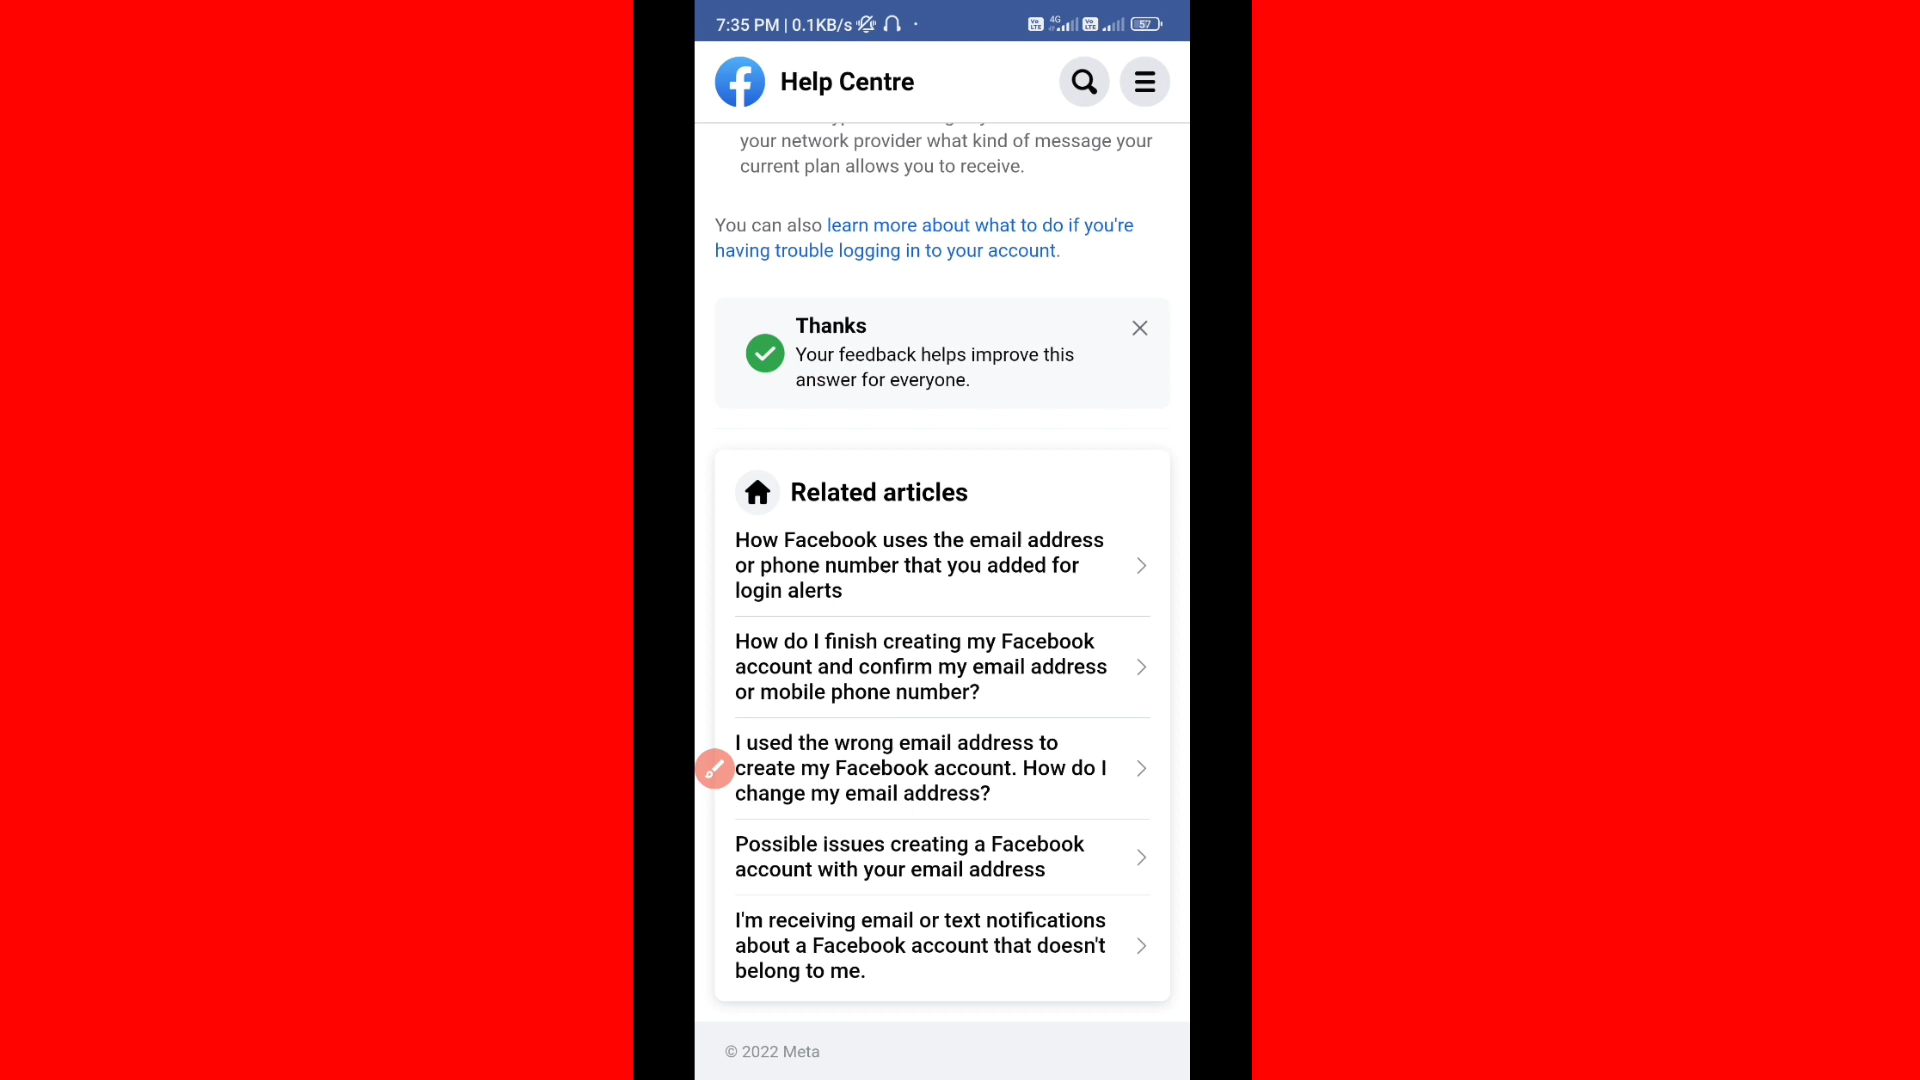 7:35 PM | 0.1KB/s
4G
57
Help Centre
your network provider what kind of message your
current plan allows you to receive.
You can also learn more about what to do if you're
having trouble logging in to your account.
Thanks
Your feedback helps improve this
answer for everyone.
Related articles
How Facebook uses the email address
or phone number that you added for
login alerts
How do I finish creating my Facebook
account and confirm my email address
or mobile phone number?
I used the wrong email address to
create my Facebook account. How do I
change my email address?
Possible issues creating a Facebook
account with your email address
I'm receiving email or text notifications
about a Facebook account that doesn't
belong to me.
© 2022 Meta